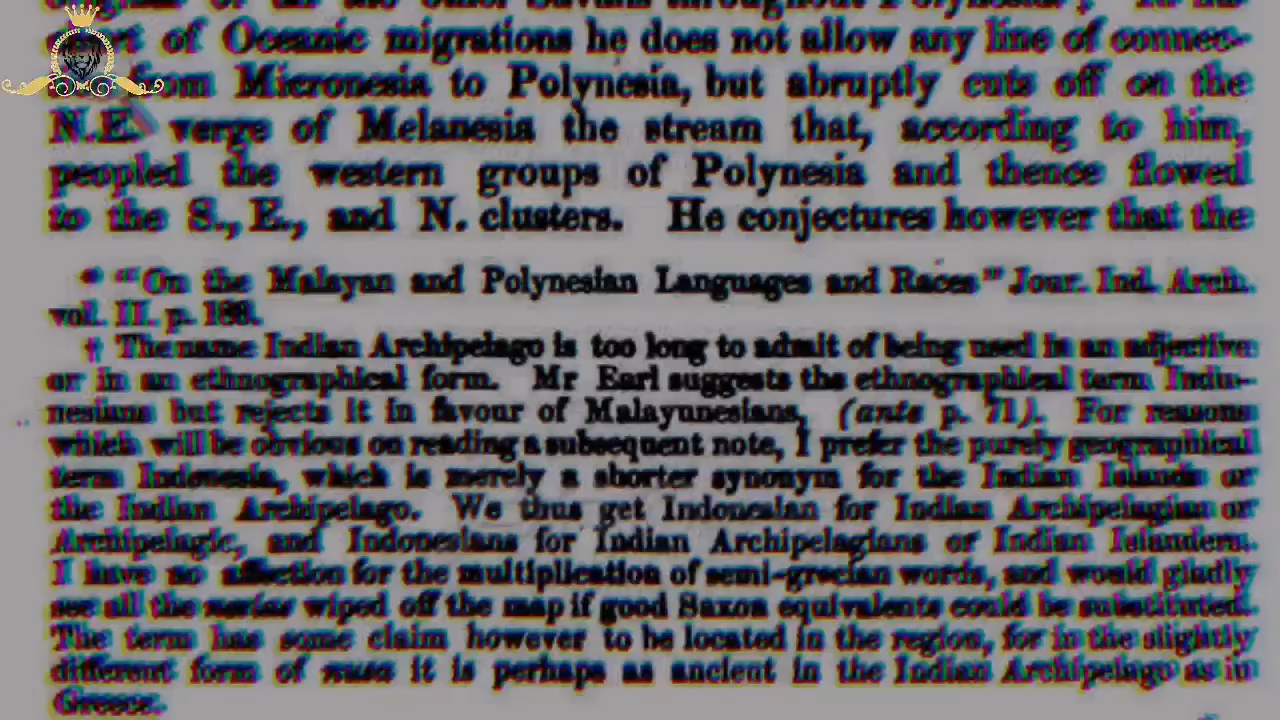 of Oceanic migrations he does not allow any line of connec-
from Micronesia to Polynesia, but abruptly cuts off on the
N.E. verge of Melanesia the stream that, according to him,
peopled the western groups of Polynesia and thence flowed
to the S., E., and N. clusters. He conjectures however that the
* "On the Malayan and Polynesian Languages and Races" Jour. Ind. Arch.
vol. II. p.
† The name Indian Archipelago is too long to admit of being used in an adjective
or in an ethnographical form. Mr Earl suggests the ethnographical term Indu-
nesians but rejects it in favour of Malayunesians, (ante p. 71). For reasons
which will be obvious on reading a subsequent note, I prefer the purely geographical
term Indonesia, which is merely a shorter synonym for the Indian Islands or
the Indian Archipelago. We thus get Indonesian for Indian Archipelagian or
Archipelagic, and Indonesians for Indian Archipelagians or Indian Islanders.
I have no affection for the multiplication of semi-grecian words, and would gladly
see all the wiped off the map if good Saxon equivalents could be substituted.
The term has some claim however to be located in the region, for in the slightly
different form of it is perhaps as ancient in the Indian Archipelago as in
Greece.